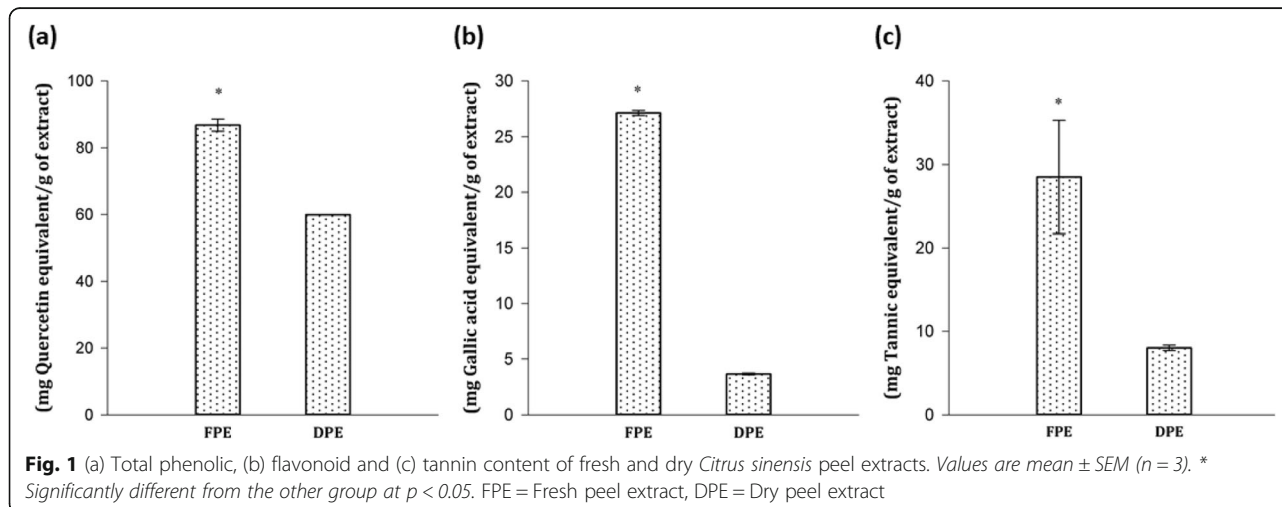 (a)
(mg Quercetin equivalent/g of extract)
100
80
60
40
20
0
*
FPE
DPE
(b)
(mg Gallic acid equivalent/g of extract)
30
25
20
15
10
5
0
*
FPE
DPE
(c)
(mg Tannic equivalent/g of extract)
40
30
20
10
0
*
FPE
DPE
Fig. 1 (a) Total phenolic, (b) flavonoid and (c) tannin content of fresh and dry Citrus sinensis peel extracts. Values are mean ± SEM (n = 3). *
Significantly different from the other group at p < 0.05. FPE = Fresh peel extract, DPE = Dry peel extract